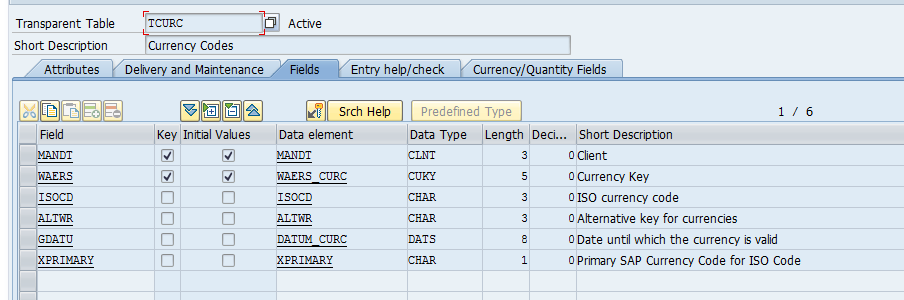 Transparent Table TCURC Active
Short Description Currency Codes
Attributes Delivery and Maintenance Fields Entry help/check Currency/Quantity Fields
Srch Help Predefined Type 1 / 6
Field Key Initial Values Data element Data Type Length Deci... Short Description
MANDT MANDT CLNT 3 0 Client
WAERS WAERS_CURC CUKY 5 0 Currency Key
ISOCD ISOCD CHAR 3 0 ISO currency code
ALTWR ALTWR CHAR 3 0 Alternative key for currencies
GDATU DATUM_CURC DATS 8 0 Date until which the currency is valid
XPRIMARY XPRIMARY CHAR 1 0 Primary SAP Currency Code for ISO Code